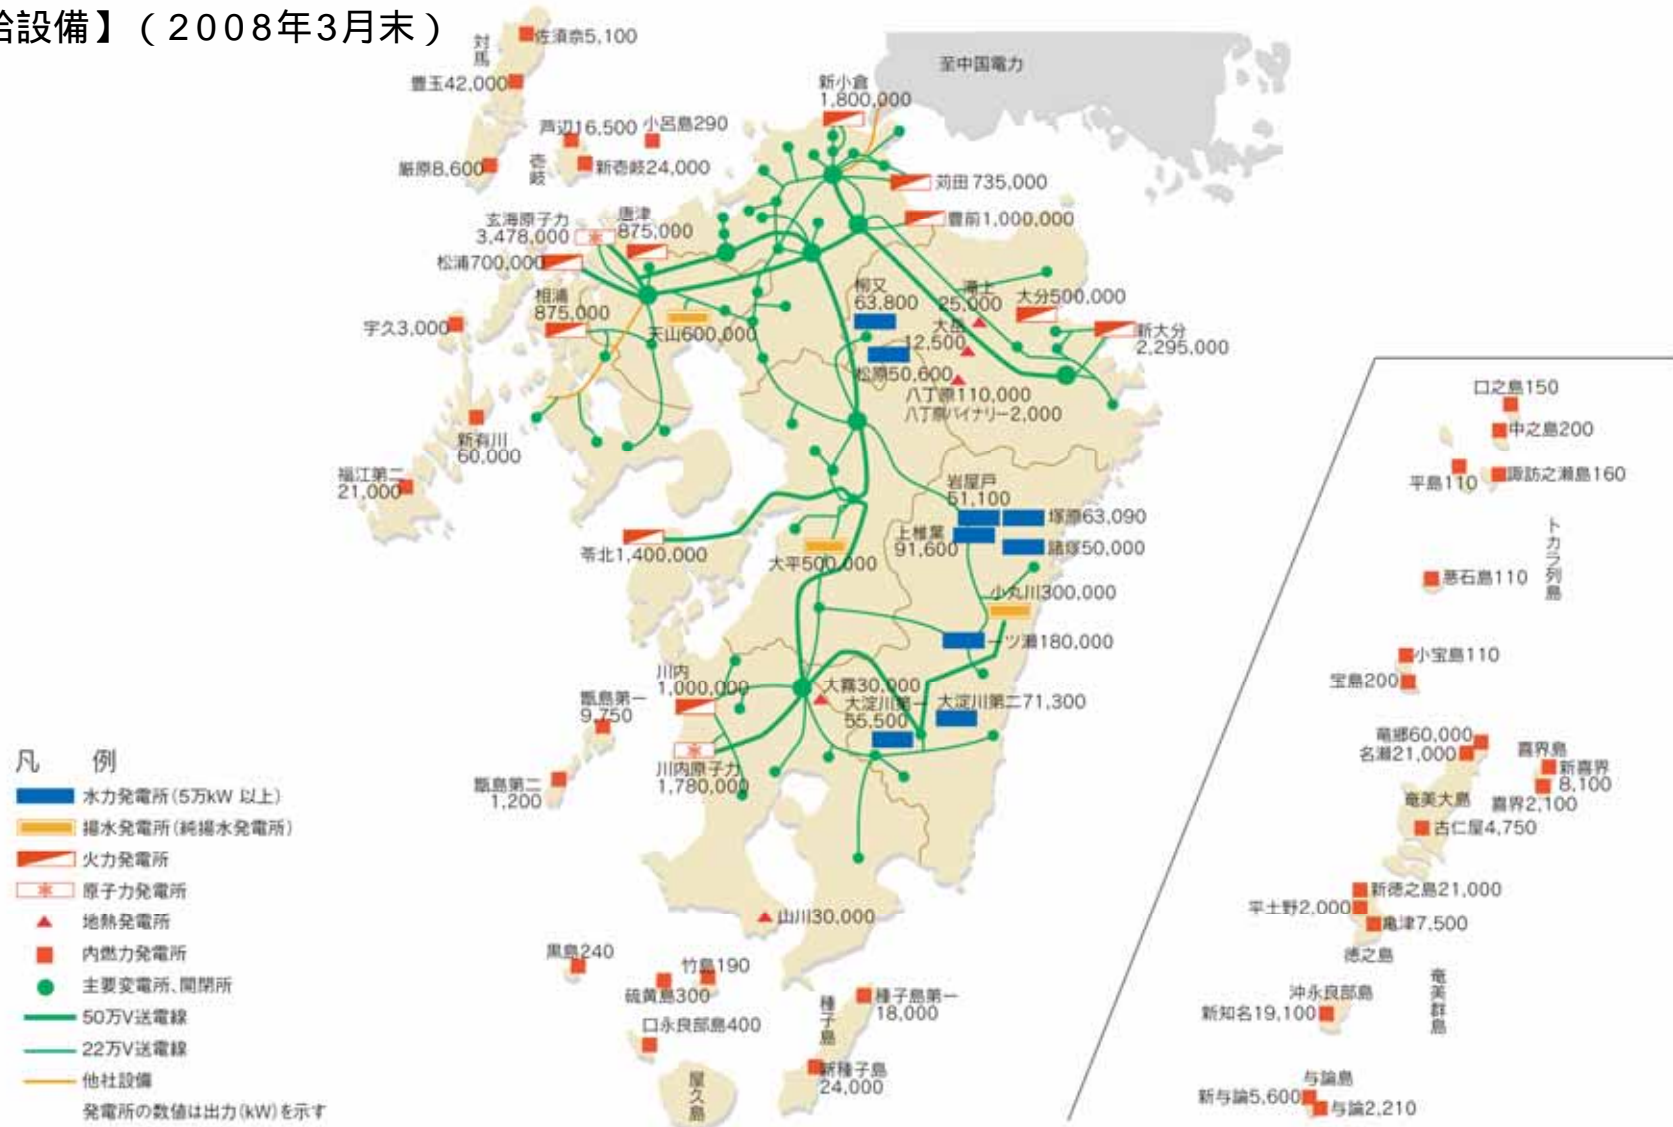 給設備】(2008年3月末)
対馬
佐須奈5,100
豊玉42,000
厳原8,600
芦辺16,500
小呂島290
壱岐
新壱岐24,000
至中国電力
新小倉
1,800,000
苅田 735,000
豊前1,000,000
玄海原子力
3,478,000
唐津
875,000
松浦700,000
相浦
875,000
天山600,000
宇久3,000
新有川
60,000
福江第二
21,000
柳又
63,800
滝上
25,000
大岳
12,500
松原50,600
八丁原110,000
八丁原バイナリー2,000
大分500,000
新大分
2,295,000
苓北1,400,000
大平500,000
岩屋戸
51,100
塚原63,090
上椎葉
91,600
諸塚50,000
小丸川300,000
一ツ瀬180,000
川内
1,000,000
大霧30,000
大淀川第一
55,500
大淀川第二71,300
川内原子力
1,780,000
甑島第一
9,750
甑島第二
1,200
山川30,000
黒島240
竹島190
硫黄島300
口永良部島400
屋久島
種子島
種子島第一
18,000
新種子島
24,000
口之島150
中之島200
平島110
諏訪之瀬島160
トカラ列島
悪石島110
小宝島110
宝島200
竜郷60,000
名瀬21,000
喜界島
新喜界
8,100
喜界2,100
奄美大島
古仁屋4,750
新徳之島21,000
平土野2,000
亀津7,500
徳之島
奄美群島
沖永良部島
新知名19,100
与論島
新与論5,600
与論2,210
凡 例
水力発電所(5万kW 以上)
揚水発電所(純揚水発電所)
火力発電所
原子力発電所
地熱発電所
内燃力発電所
主要変電所、開閉所
50万V送電線
22万V送電線
他社設備
発電所の数値は出力(kW)を示す